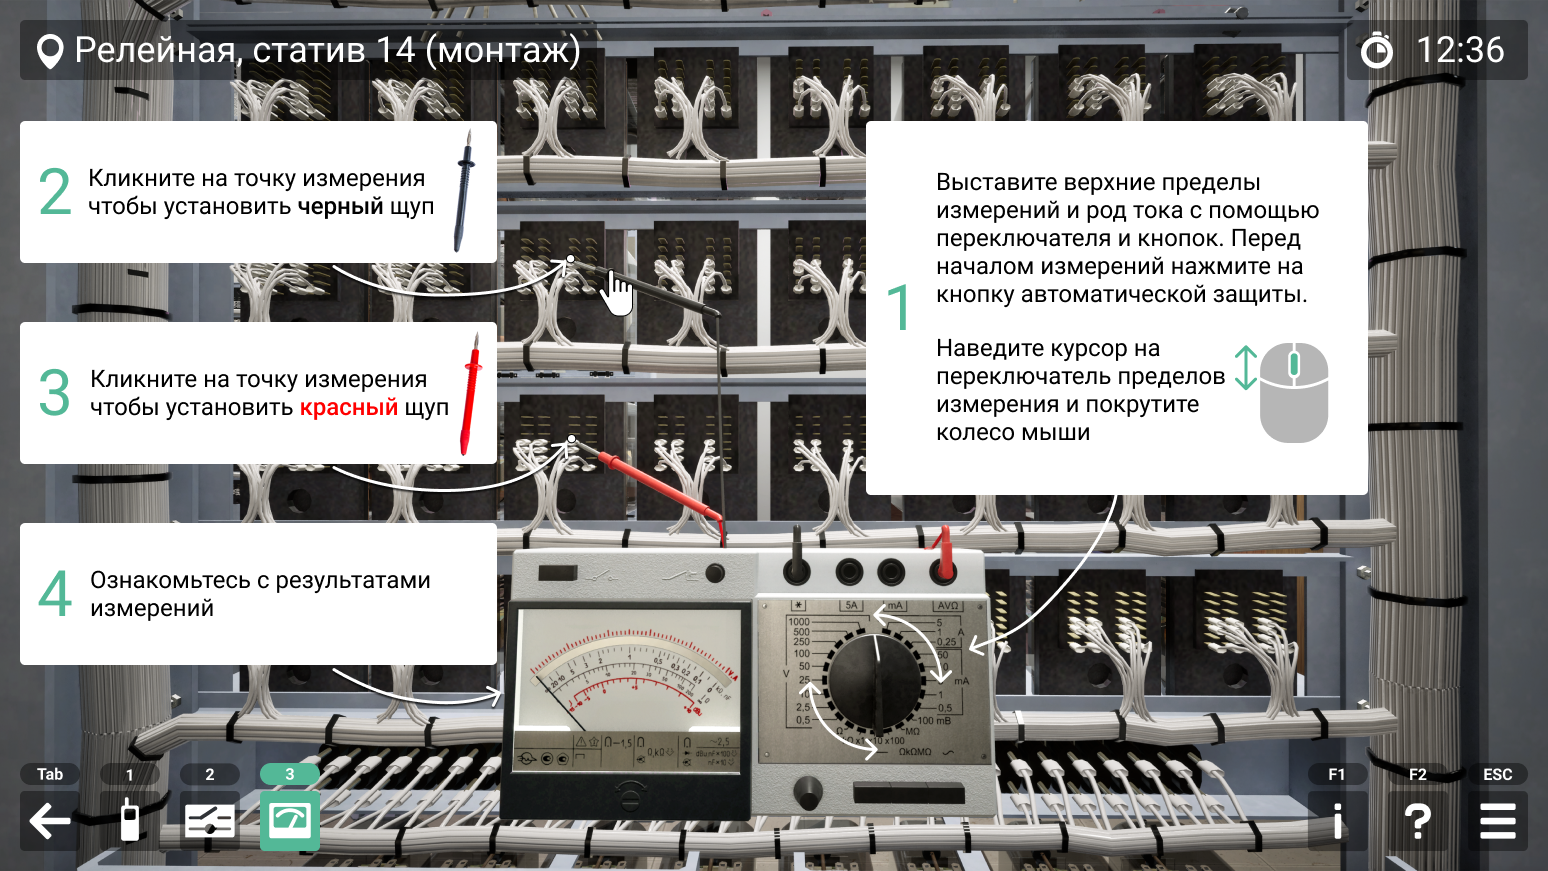 Релейная, статив 14 (монтаж)
12:36
2
Кликните на точку измерения
чтобы установить черный щуп
3
Кликните на точку измерения
чтобы установить красный щуп
4
Ознакомьтесь с результатами
измерений
1
Выставите верхние пределы
измерений и род тока с помощью
переключателя и кнопок. Перед
началом измерений нажмите на
кнопку автоматической защиты.
Наведите курсор на
переключатель пределов
измерения и покрутите
колесо мыши
* 5A mA AVΩ
1000
500
250
100
50
25
2,5
0,5
V
5
1 A
0,25
50
mA
1
0,5
100 mB
MΩ
ΩkΩMΩ
Tab
1
2
3
F1
F2
ESC
i
?